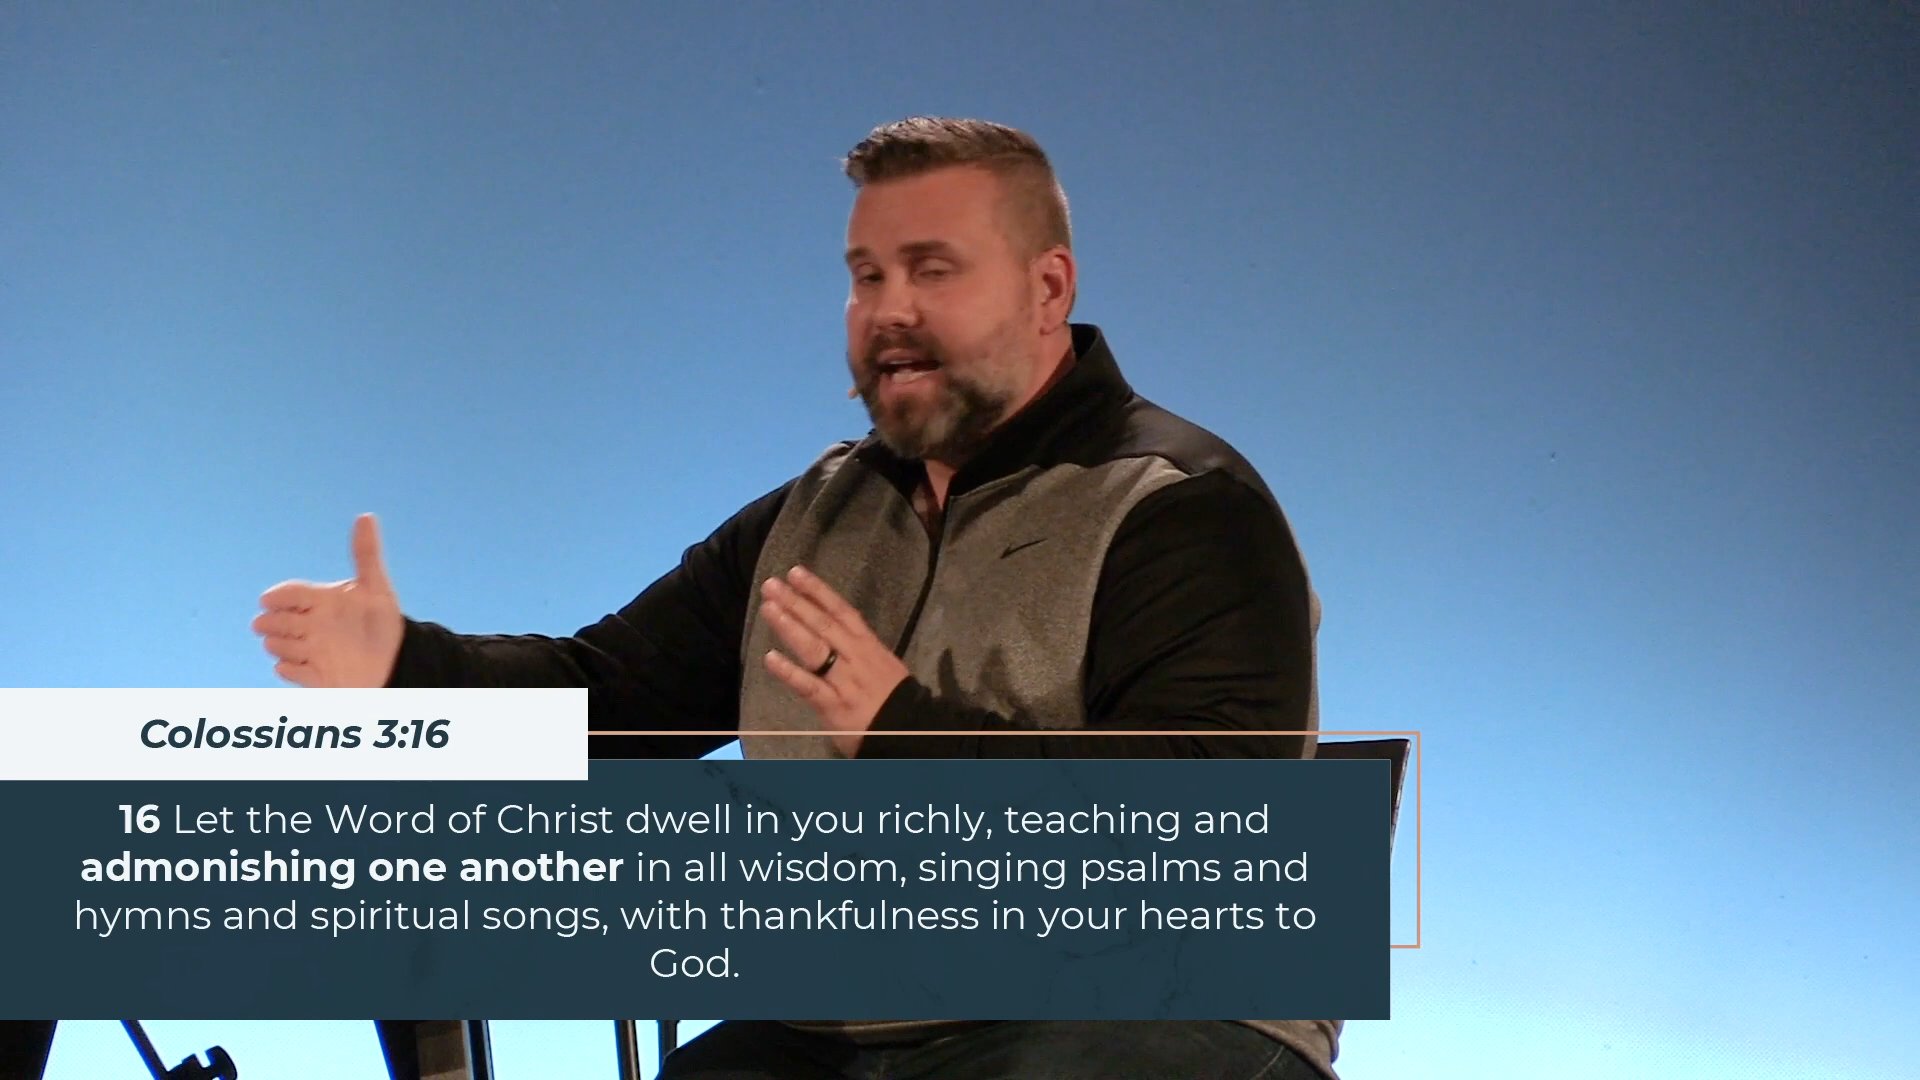 Colossians 3:16
16 Let the Word of Christ dwell in you richly, teaching and
admonishing one another in all wisdom, singing psalms and
hymns and spiritual songs, with thankfulness in your hearts to
God.